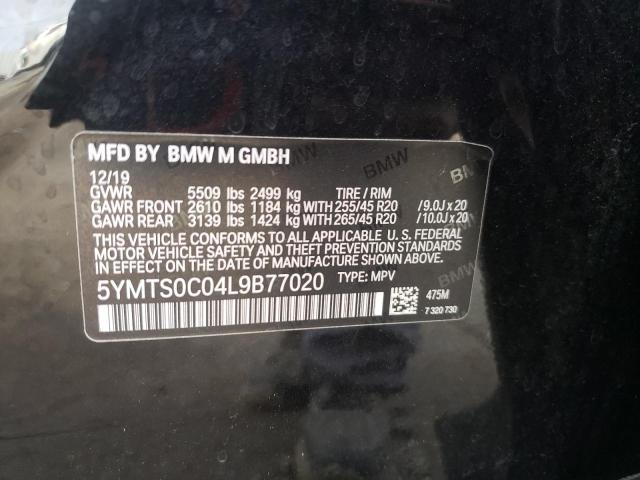 MFD BY BMW M GMBH
12/19
GVWR 5509 lbs 2499 kg TIRE / RIM
GAWR FRONT 2610 lbs 1184 kg WITH 255/45 R20 /9.0J x 20
GAWR REAR 3139 lbs 1424 kg WITH 265/45 R20 /10.0J x 20
THIS VEHICLE CONFORMS TO ALL APPLICABLE U. S. FEDERAL
MOTOR VEHICLE SAFETY AND THEFT PREVENTION STANDARDS
IN EFFECT ON THE DATE OF MANUFACTURE SHOWN ABOVE.
5YMTS0C04L9B77020 TYPE: MPV
475M
7 320 730
BMW
BMW
BMW